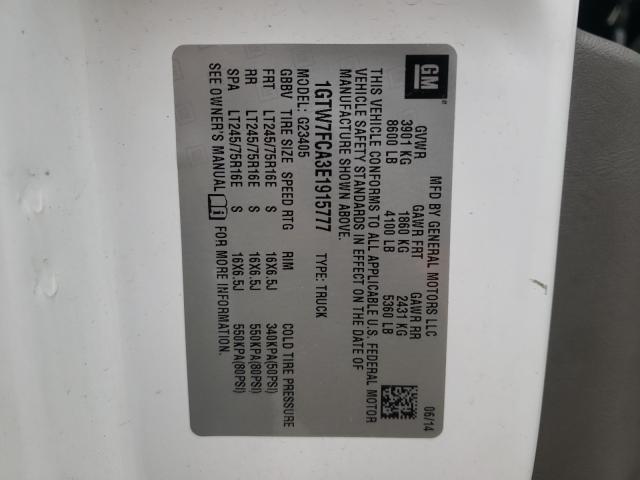 GM
MFD BY GENERAL MOTORS LLC 06/14
GVWR GAWR FRT GAWR RR
3901 KG 1860 KG 2431 KG
8600 LB 4100 LB 5360 LB
THIS VEHICLE CONFORMS TO ALL APPLICABLE U.S. FEDERAL MOTOR
VEHICLE SAFETY STANDARDS IN EFFECT ON THE DATE OF
MANUFACTURE SHOWN ABOVE.
1GTW7FCA3E1915777 TYPE: TRUCK
MODEL: G23405
GBBV TIRE SIZE SPEED RTG RIM COLD TIRE PRESSURE
FRT LT245/75R16E S 16X6.5J 340KPA(50PSI)
RR LT245/75R16E S 16X6.5J 550KPA(80PSI)
SPA LT245/75R16E S 16X6.5J 550KPA(80PSI)
SEE OWNER'S MANUAL FOR MORE INFORMATION